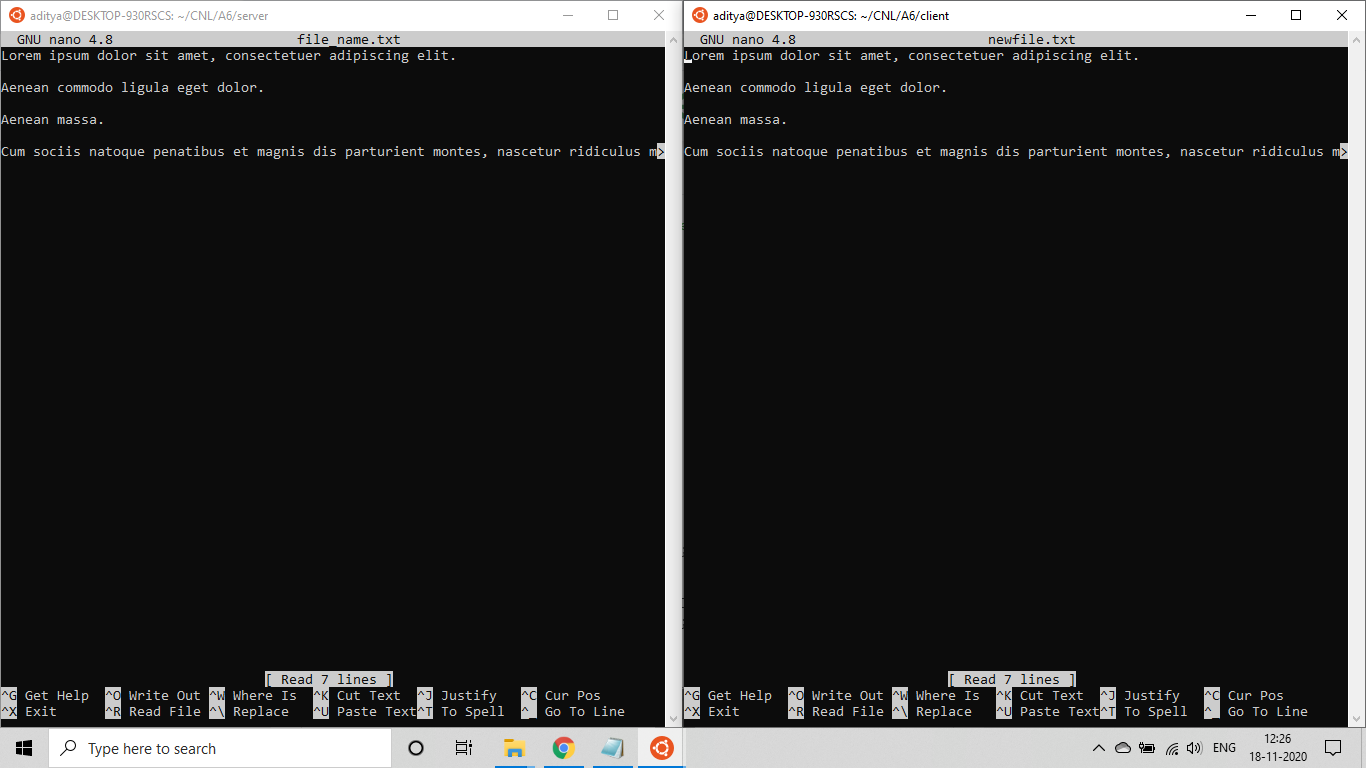 aditya@DESKTOP-930RSCS: ~/CNL/A6/server
GNU nano 4.8 file_name.txt
Lorem ipsum dolor sit amet, consectetuer adipiscing elit.
Aenean commodo ligula eget dolor.
Aenean massa.
Cum sociis natoque penatibus et magnis dis parturient montes, nascetur ridiculus m>
[ Read 7 lines ]
^G Get Help ^O Write Out ^W Where Is ^K Cut Text ^J Justify ^C Cur Pos
^X Exit ^R Read File ^\ Replace ^U Paste Text ^T To Spell ^_ Go To Line
aditya@DESKTOP-930RSCS: ~/CNL/A6/client
GNU nano 4.8 newfile.txt
Lorem ipsum dolor sit amet, consectetuer adipiscing elit.
Aenean commodo ligula eget dolor.
Aenean massa.
Cum sociis natoque penatibus et magnis dis parturient montes, nascetur ridiculus m>
[ Read 7 lines ]
^G Get Help ^O Write Out ^W Where Is ^K Cut Text ^J Justify ^C Cur Pos
^X Exit ^R Read File ^\ Replace ^U Paste Text ^T To Spell ^_ Go To Line
Type here to search
ENG
12:26
18-11-2020